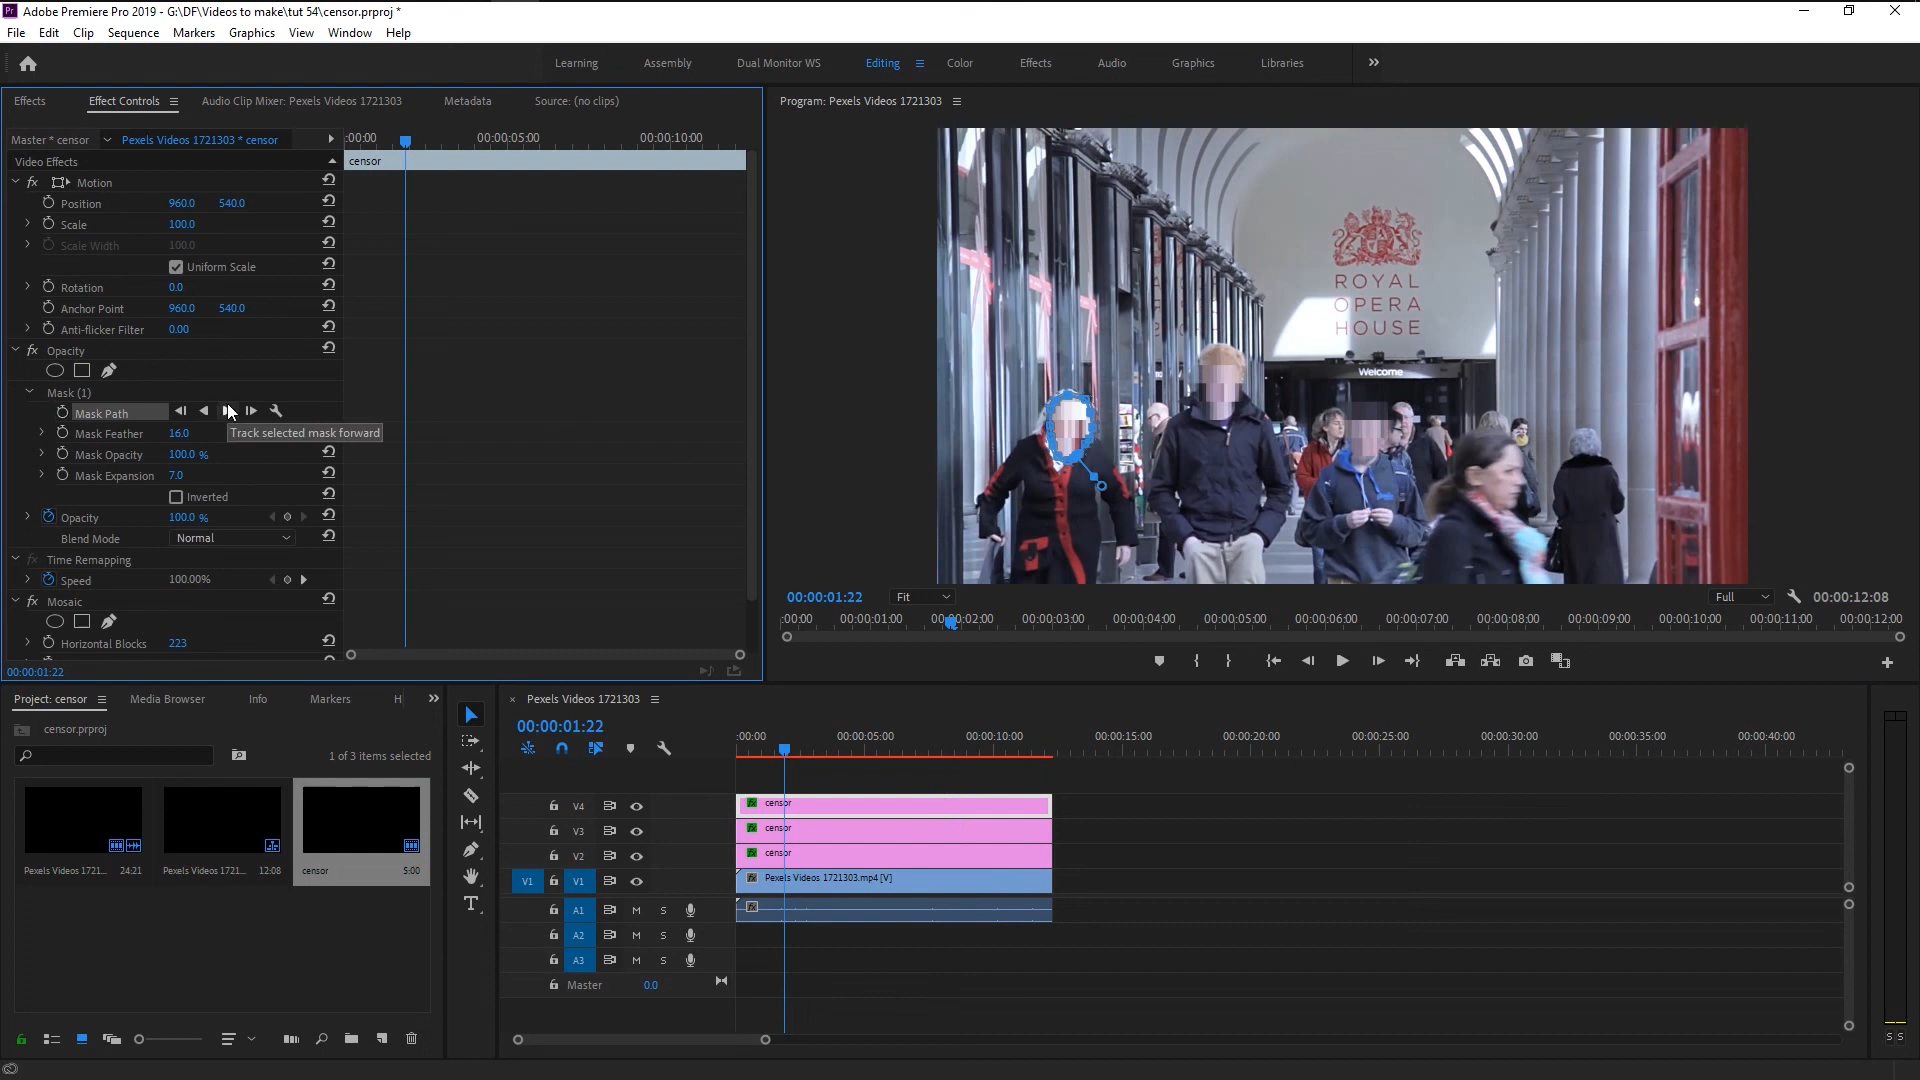 Adobe Premiere Pro 2019 - G:\DF\Videos to make\tut 54\censor.prproj *
File Edit Clip Sequence Markers Graphics View Window Help
Learning Assembly Dual Monitor WS Editing Color Effects Audio Graphics Libraries
Effects Effect Controls Audio Clip Mixer: Pexels Videos 1721303 Metadata Source: (no clips)
Master * censor Pexels Videos 1721303 * censor
:00:00 00:00:05:00 00:00:10:00
Video Effects
censor
fx Motion
Position 960.0 540.0
Scale 100.0
Scale Width 100.0
Uniform Scale
Rotation 0.0
Anchor Point 960.0 540.0
Anti-flicker Filter 0.00
fx Opacity
Mask (1)
Mask Path
Mask Feather 16.0
Track selected mask forward
Mask Opacity 100.0 %
Mask Expansion 7.0
Inverted
Opacity 100.0 %
Blend Mode Normal
fx Time Remapping
Speed 100.00%
fx Mosaic
Horizontal Blocks 223
00:00:01:22
Program: Pexels Videos 1721303
ROYAL
OPERA
HOUSE
Welcome
00:00:01:22 Fit Full 00:00:12:08
:00:00 00:00:01:00 00:00:02:00 00:00:03:00 00:00:04:00 00:00:05:00 00:00:06:00 00:00:07:00 00:00:08:00 00:00:09:00 00:00:10:00 00:00:11:00 00:00:12:00
Project: censor Media Browser Info Markers H
censor.prproj
1 of 3 items selected
Pexels Videos 1721... 24:21
Pexels Videos 1721... 12:08
censor 5:00
Pexels Videos 1721303
00:00:01:22
:00:00 00:00:05:00 00:00:10:00 00:00:15:00 00:00:20:00 00:00:25:00 00:00:30:00 00:00:35:00 00:00:40:00
V4 fx censor
V3 fx censor
V2 fx censor
V1 V1 fx Pexels Videos 1721303.mp4 [V]
A1 M S fx
A2 M S
A3 M S
Master 0.0
S S